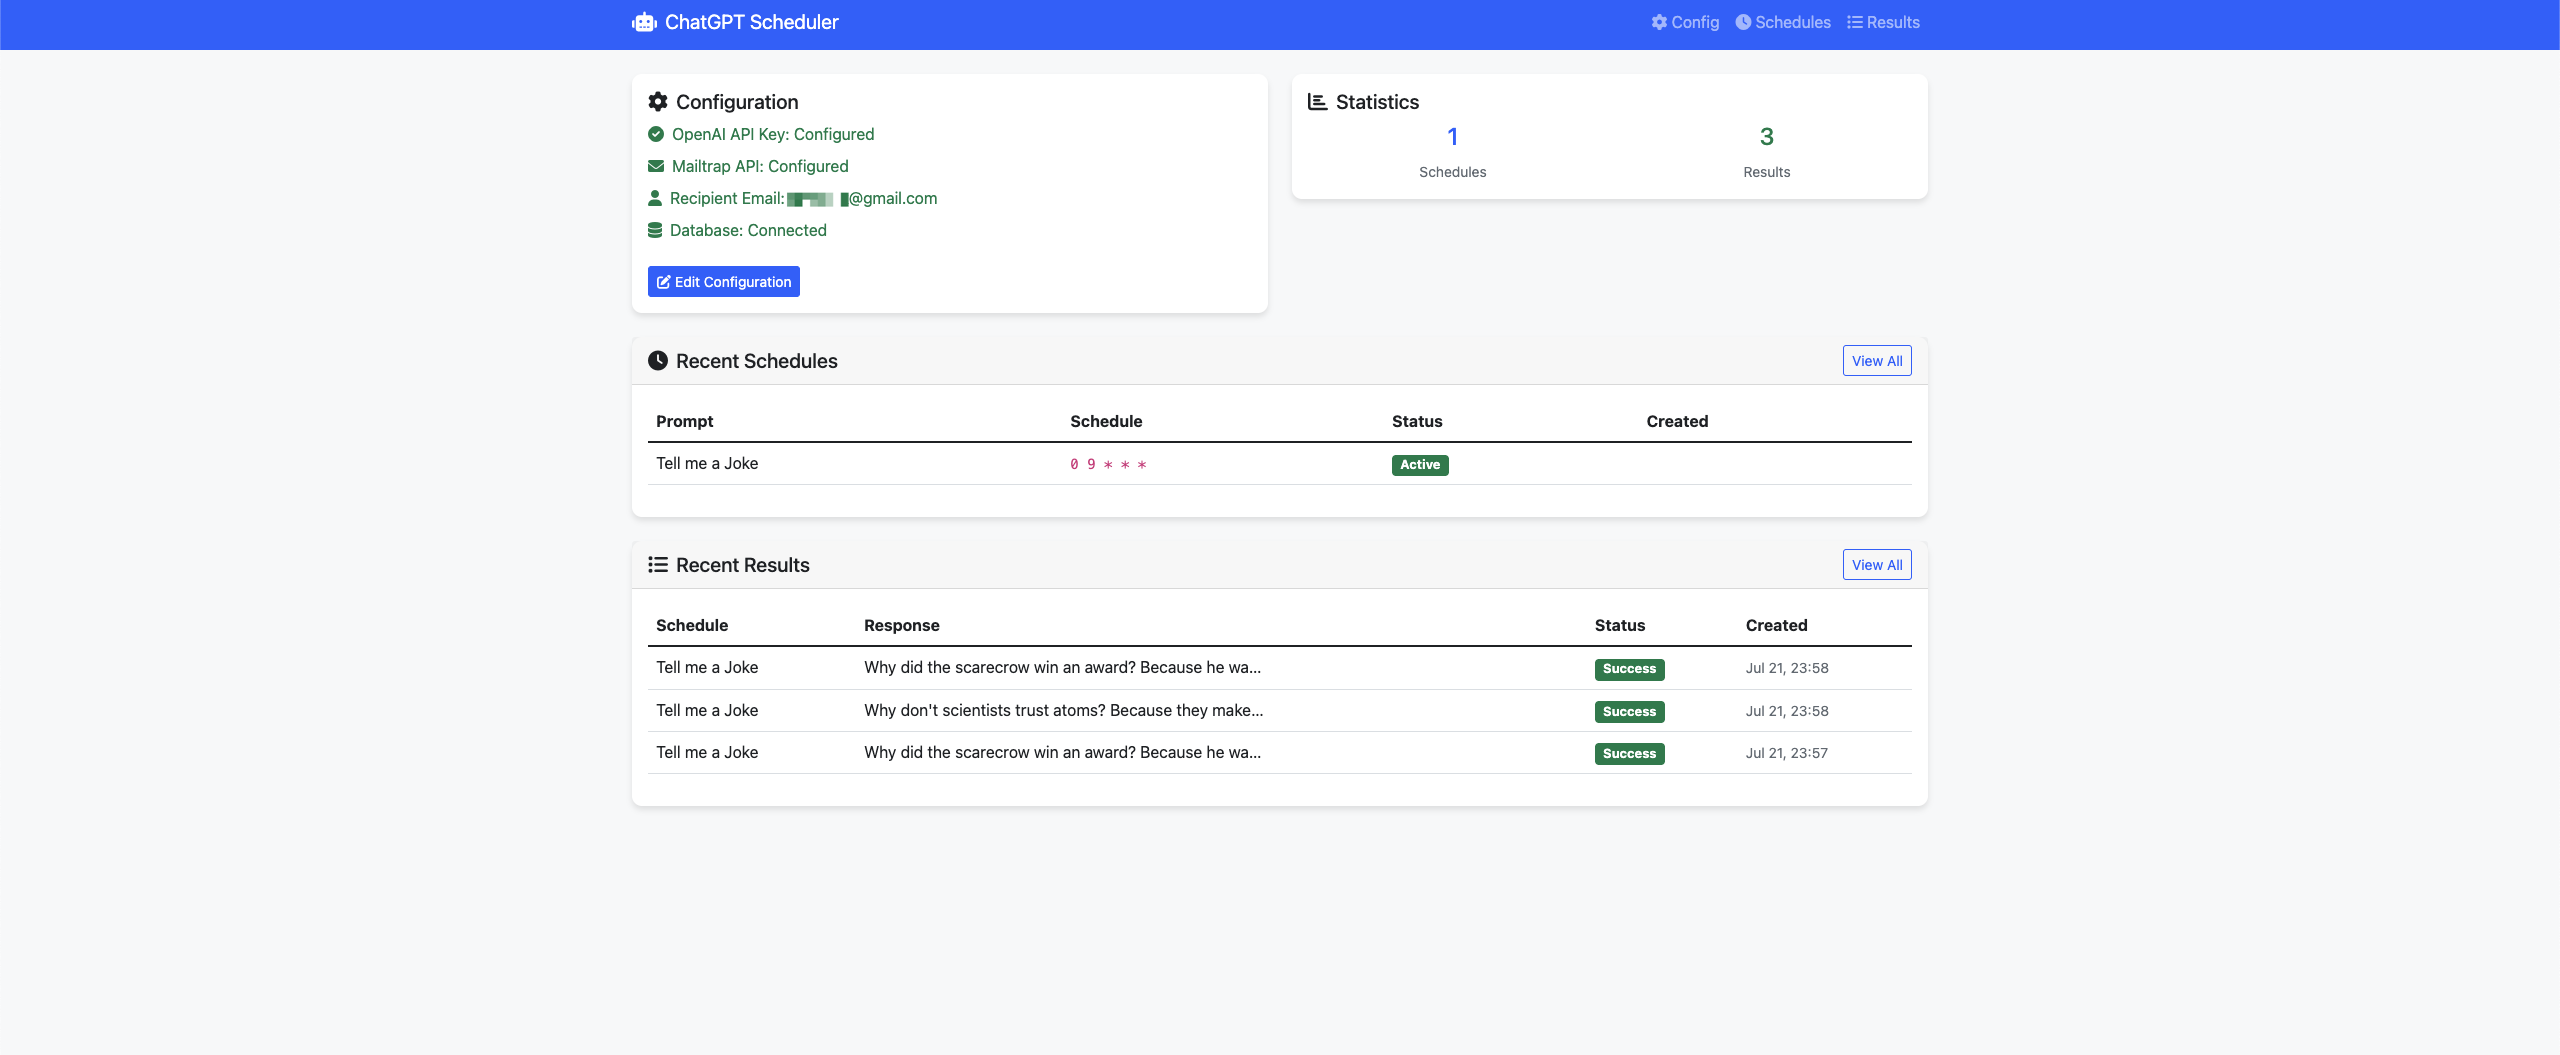 ChatGPT Scheduler
Config Schedules Results
Configuration
OpenAI API Key: Configured
Mailtrap API: Configured
Recipient Email: @gmail.com
Database: Connected
Edit Configuration
Statistics
1 3
Schedules Results
Recent Schedules View All
Prompt Schedule Status Created
Tell me a Joke 0 9 * * * Active
Recent Results View All
Schedule Response Status Created
Tell me a Joke Why did the scarecrow win an award? Because he wa... Success Jul 21, 23:58
Tell me a Joke Why don't scientists trust atoms? Because they make... Success Jul 21, 23:58
Tell me a Joke Why did the scarecrow win an award? Because he wa... Success Jul 21, 23:57